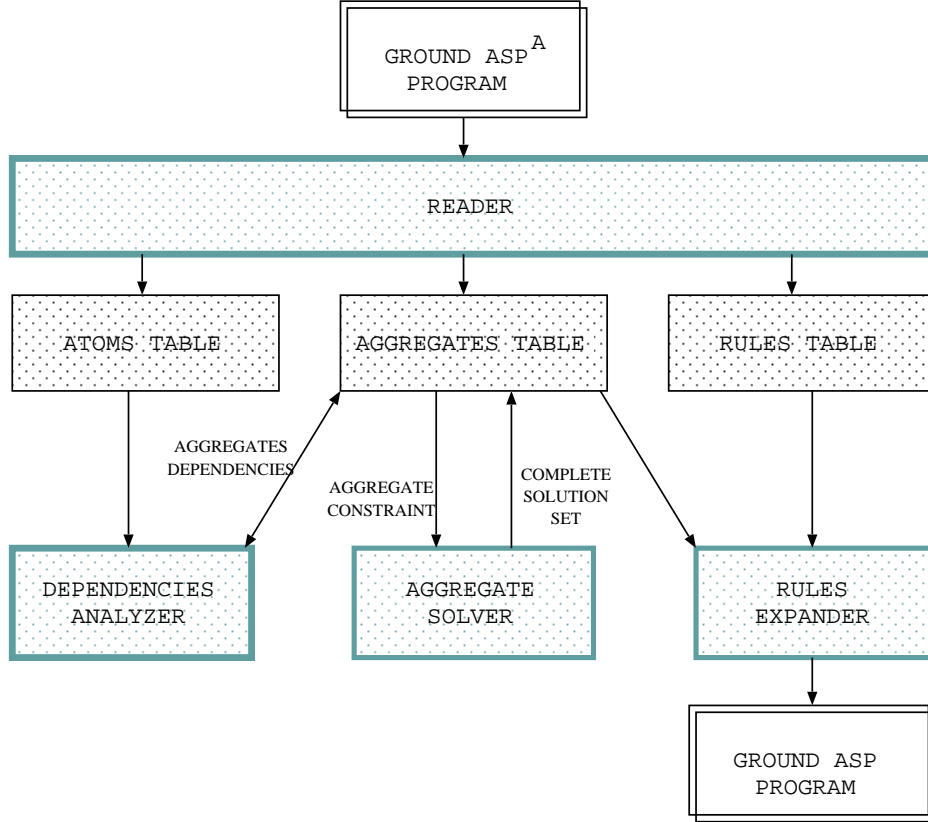 GROUND ASP^A
PROGRAM
READER
ATOMS TABLE
AGGREGATES TABLE
RULES TABLE
AGGREGATES
DEPENDENCIES
AGGREGATE
CONSTRAINT
COMPLETE
SOLUTION
SET
DEPENDENCIES
ANALYZER
AGGREGATE
SOLVER
RULES
EXPANDER
GROUND ASP
PROGRAM